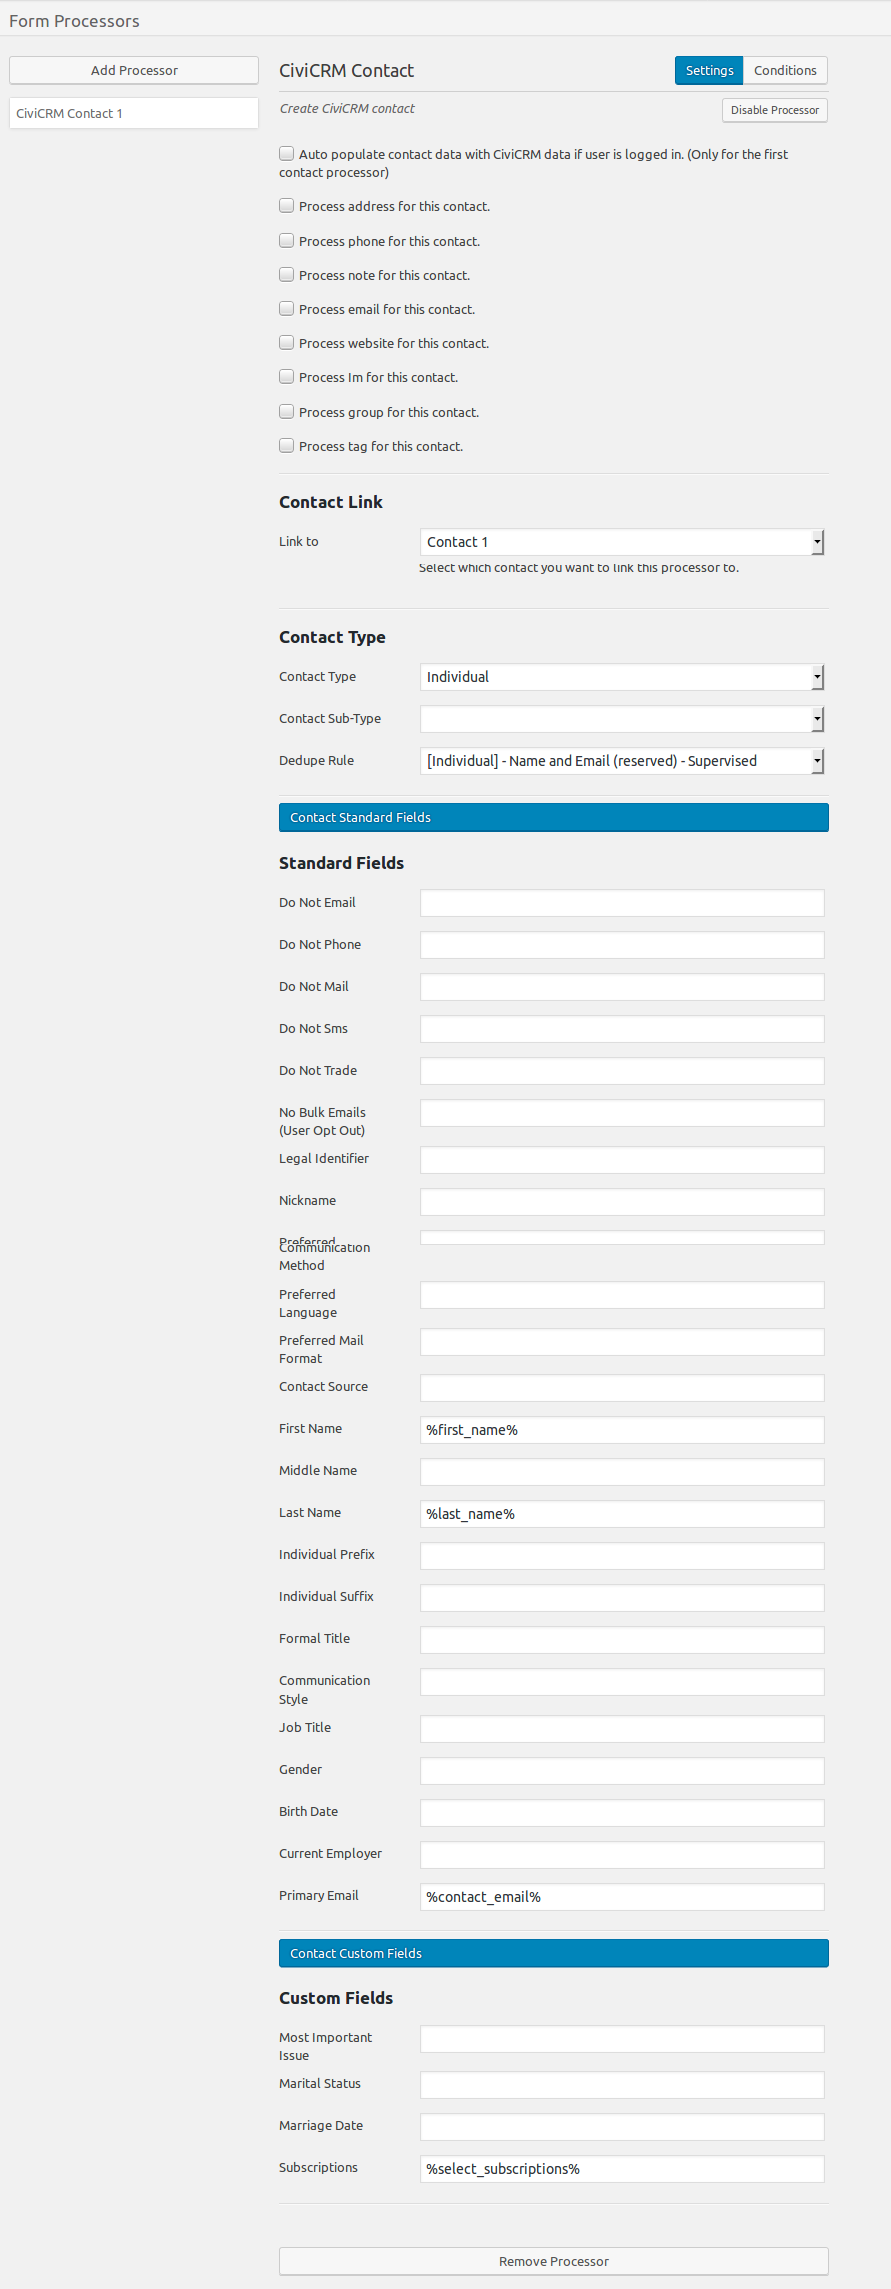 Form Processors
Add Processor
CiviCRM Contact 1
CiviCRM Contact
Settings
Conditions
Create CiviCRM contact
Disable Processor
Auto populate contact data with CiviCRM data if user is logged in. (Only for the first
contact processor)
Process address for this contact.
Process phone for this contact.
Process note for this contact.
Process email for this contact.
Process website for this contact.
Process Im for this contact.
Process group for this contact.
Process tag for this contact.
Contact Link
Link to
Contact 1
Select which contact you want to link this processor to.
Contact Type
Contact Type
Individual
Contact Sub-Type
Dedupe Rule
[Individual] - Name and Email (reserved) - Supervised
Contact Standard Fields
Standard Fields
Do Not Email
Do Not Phone
Do Not Mail
Do Not Sms
Do Not Trade
No Bulk Emails
(User Opt Out)
Legal Identifier
Nickname
Preferred
Communication
Method
Preferred
Language
Preferred Mail
Format
Contact Source
First Name
%first_name%
Middle Name
Last Name
%last_name%
Individual Prefix
Individual Suffix
Formal Title
Communication
Style
Job Title
Gender
Birth Date
Current Employer
Primary Email
%contact_email%
Contact Custom Fields
Custom Fields
Most Important
Issue
Marital Status
Marriage Date
Subscriptions
%select_subscriptions%
Remove Processor